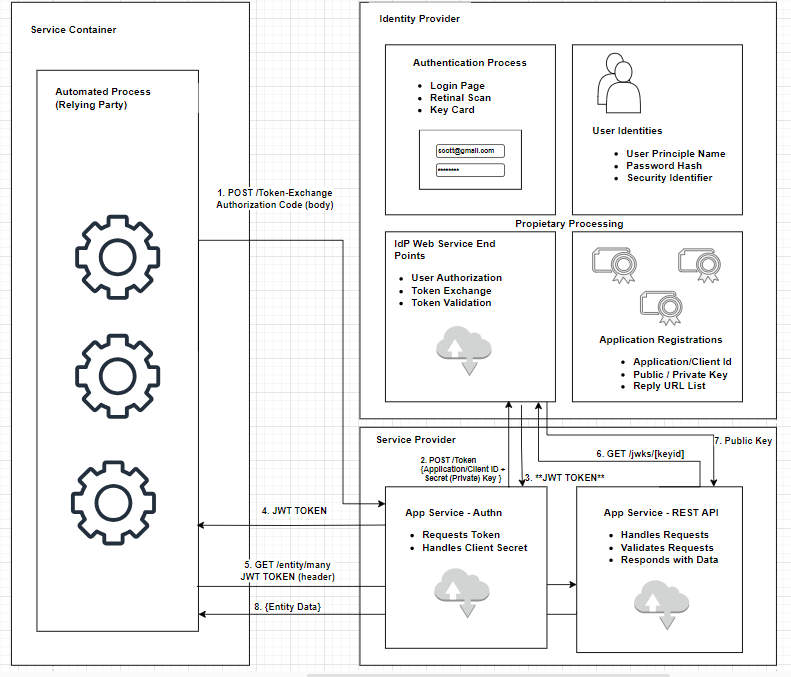 Service Container
Automated Process
(Relying Party)
1. POST /Token-Exchange
Authorization Code (body)
Identity Provider
Authentication Process
Login Page
Retinal Scan
Key Card
scott@gmail.com
********
User Identities
User Principle Name
Password Hash
Security Identifier
Propietary Processing
IdP Web Service End
Points
User Authorization
Token Exchange
Token Validation
Application Registrations
Application/Client Id
Public / Private Key
Reply URL List
Service Provider
7. Public Key
6. GET /jwks/[keyid]
2. POST /Token
{Application/Client ID +
Secret (Private) Key }
3. **JWT TOKEN**
4. JWT TOKEN
App Service - Authn
Requests Token
Handles Client Secret
App Service - REST API
Handles Requests
Validates Requests
Responds with Data
5. GET /entity/many
JWT TOKEN (header)
8. {Entity Data}